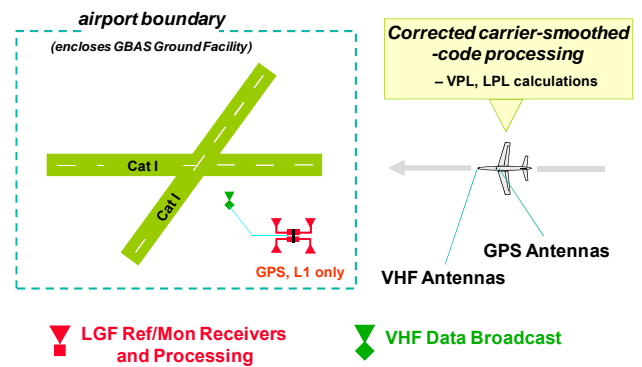 airport boundary
(encloses GBAS Ground Facility)
Cat I
Cat I
GPS, L1 only
Corrected carrier-smoothed
-code processing
– VPL, LPL calculations
GPS Antennas
VHF Antennas
LGF Ref/Mon Receivers
and Processing
VHF Data Broadcast